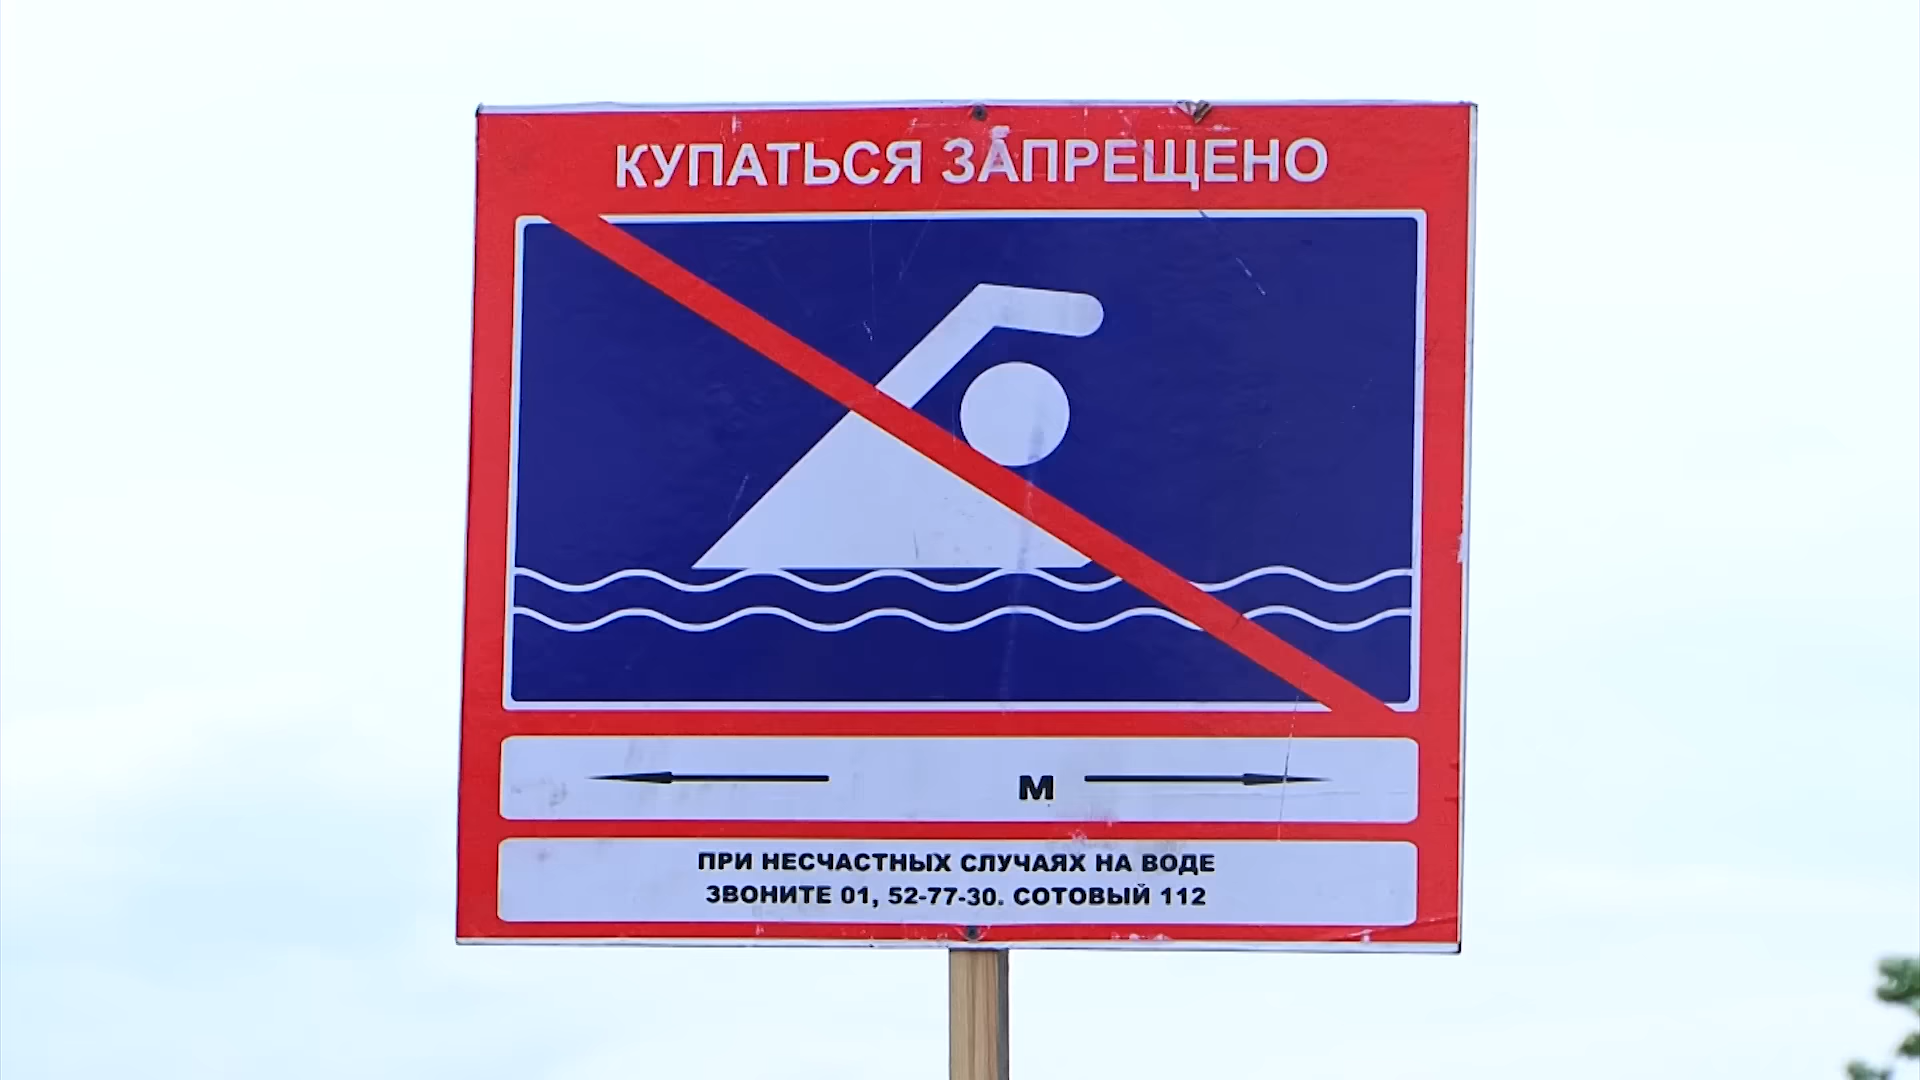 КУПАТЬСЯ ЗАПРЕЩЕНО
м
ПРИ НЕСЧАСТНЫХ СЛУЧАЯХ НА ВОДЕ
ЗВОНИТЕ 01, 52-77-30. СОТОВЫЙ 112